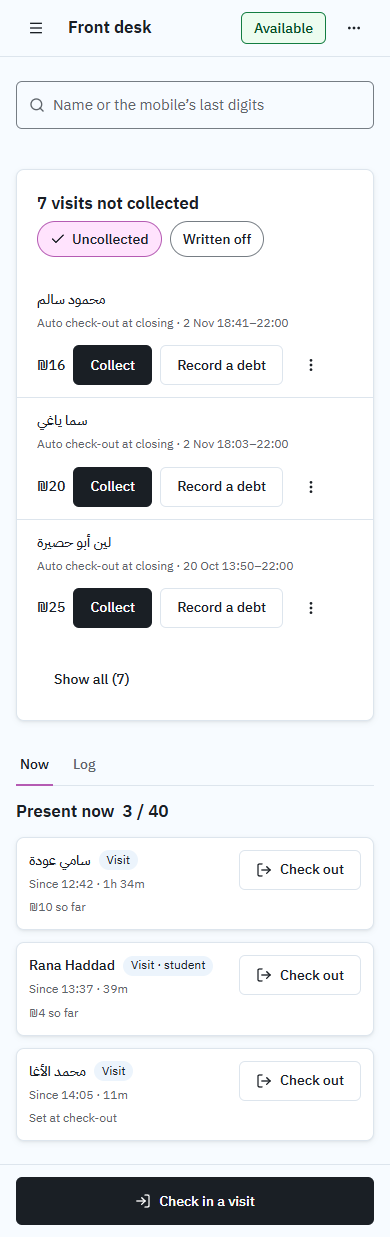 Front desk
Available
Name or the mobile’s last digits
7 visits not collected
Uncollected
Written off
محمود سالم
Auto check-out at closing · 2 Nov 18:41–22:00
₪16
Collect
Record a debt
سما ياغي
Auto check-out at closing · 2 Nov 18:03–22:00
₪20
Collect
Record a debt
لين أبو حصيرة
Auto check-out at closing · 20 Oct 13:50–22:00
₪25
Collect
Record a debt
Show all (7)
Now
Log
Present now 3 / 40
سامي عودة
Visit
Since 12:42 · 1h 34m
₪10 so far
Check out
Rana Haddad
Visit · student
Since 13:37 · 39m
₪4 so far
Check out
محمد الأغا
Visit
Since 14:05 · 11m
Set at check-out
Check out
Check in a visit